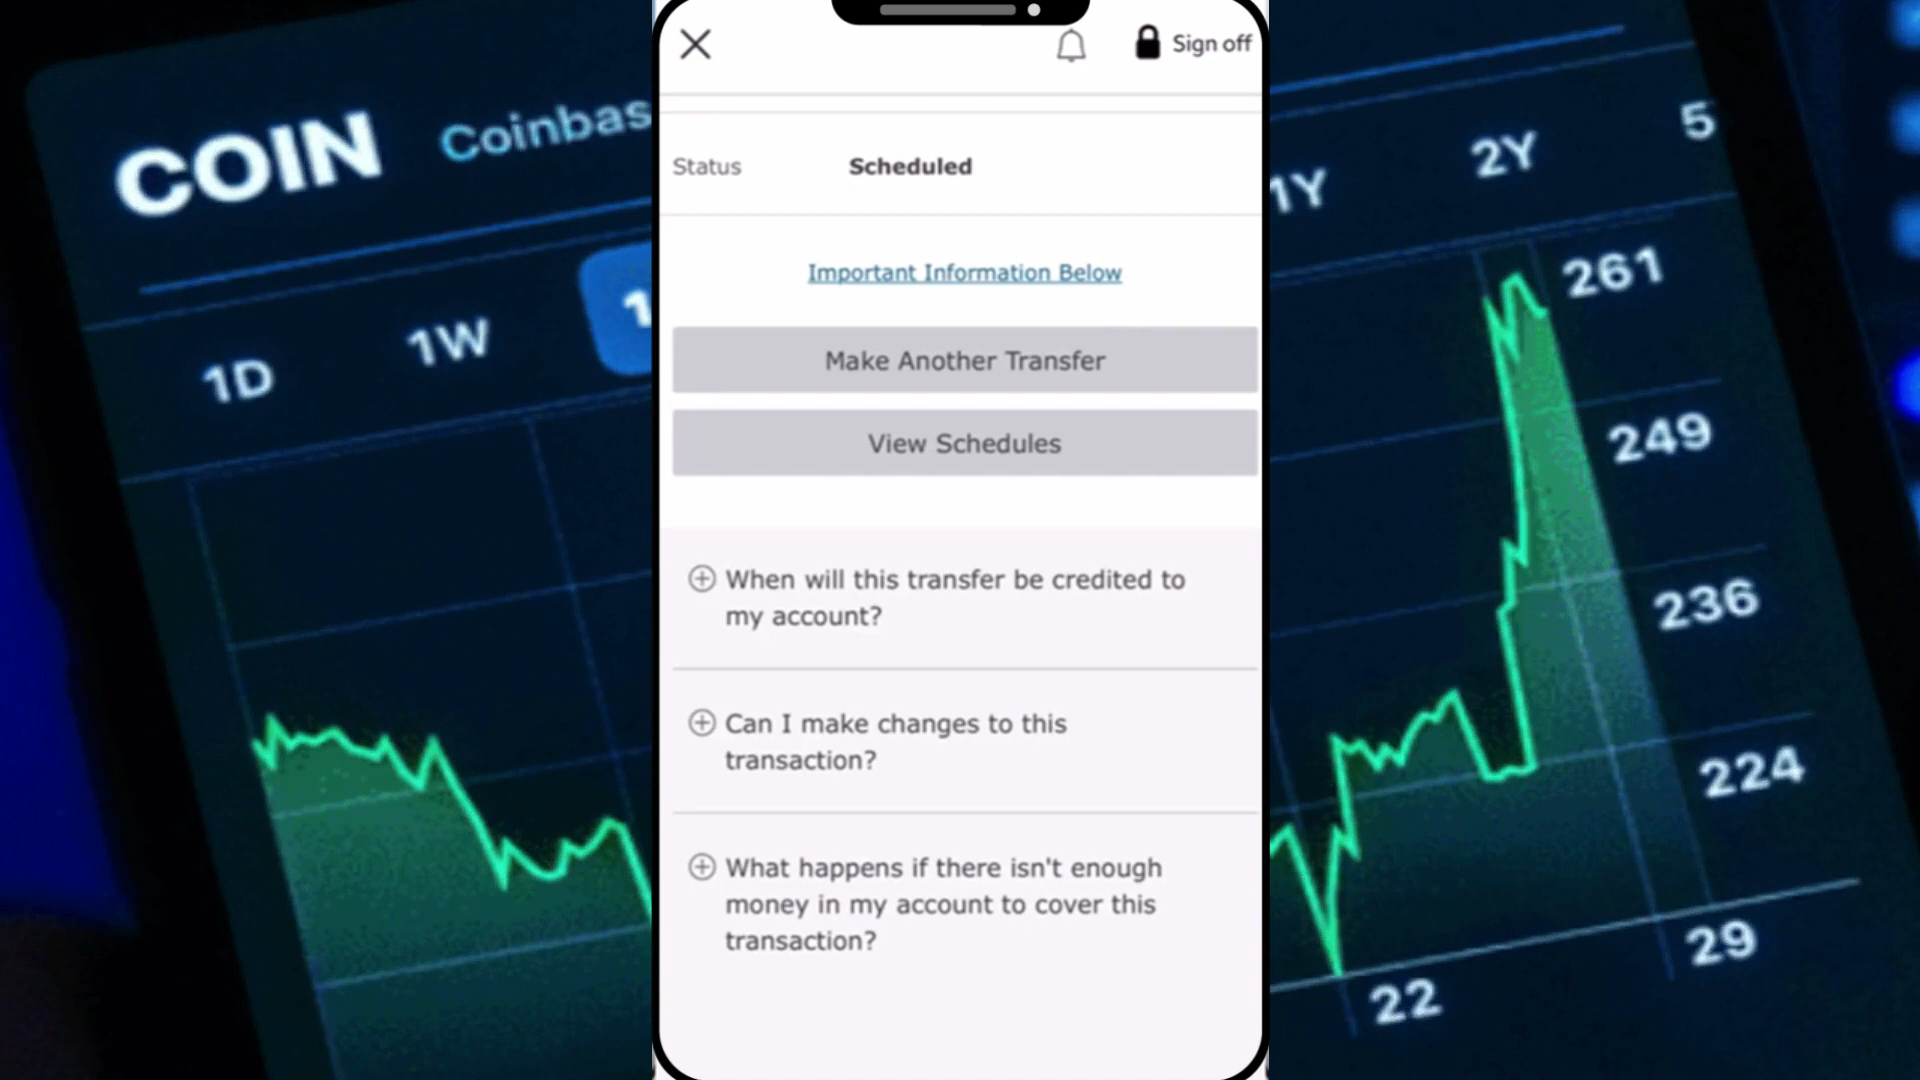 COIN Coinbas
1D 1W 1
Sign off
Status Scheduled
Important Information Below
Make Another Transfer
View Schedules
When will this transfer be credited to
my account?
Can I make changes to this
transaction?
What happens if there isn't enough
money in my account to cover this
transaction?
1Y 2Y 5
261
249
236
224
22 29